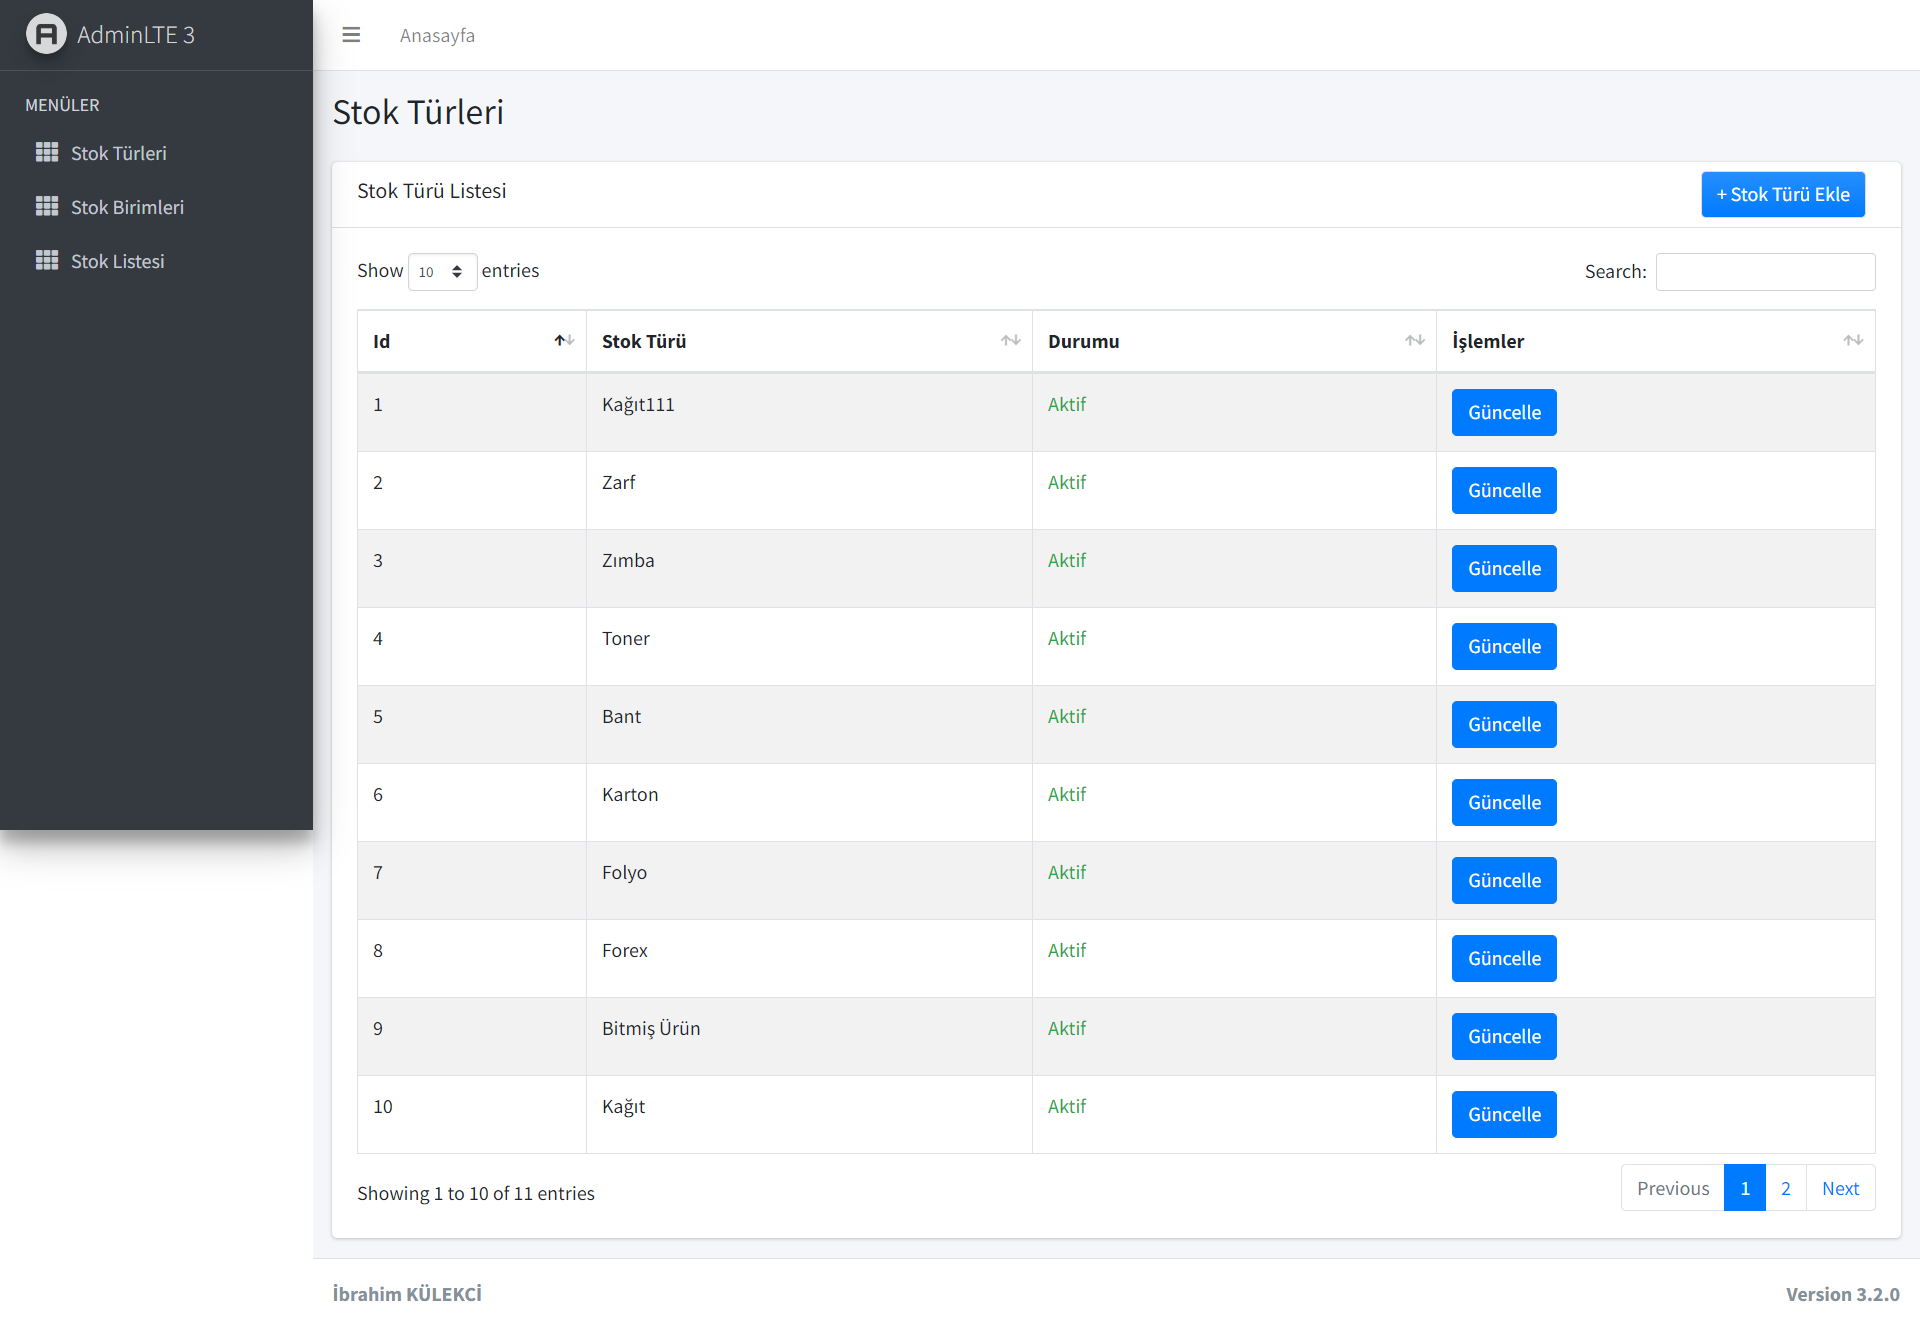 AdminLTE 3
Anasayfa
MENÜLER
Stok Türleri
Stok Birimleri
Stok Listesi
Stok Türleri
Stok Türü Listesi
+ Stok Türü Ekle
Show 10 entries
Search:
Id Stok Türü Durumu İşlemler
1 Kağıt111 Aktif Güncelle
2 Zarf Aktif Güncelle
3 Zımba Aktif Güncelle
4 Toner Aktif Güncelle
5 Bant Aktif Güncelle
6 Karton Aktif Güncelle
7 Folyo Aktif Güncelle
8 Forex Aktif Güncelle
9 Bitmiş Ürün Aktif Güncelle
10 Kağıt Aktif Güncelle
Showing 1 to 10 of 11 entries
Previous 1 2 Next
İbrahim KÜLEKCİ
Version 3.2.0